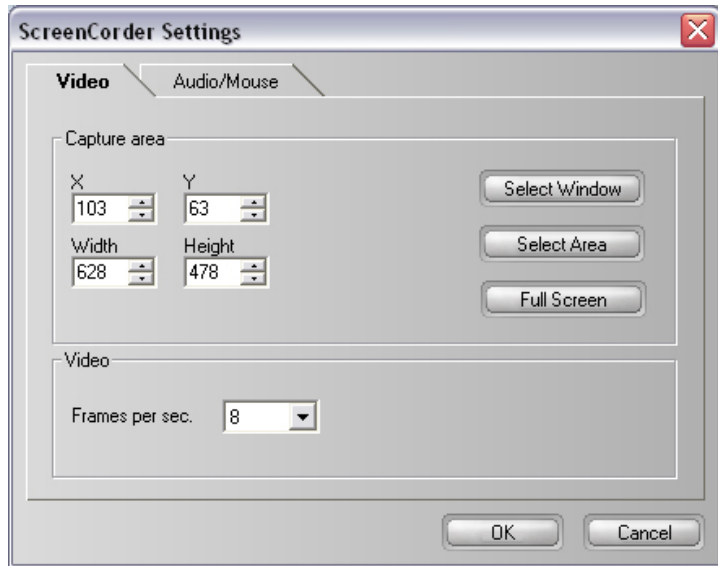 ScreenCorder Settings
Video Audio/Mouse
Capture area
X Y
103 63
Select Window
Width Height
628 478
Select Area
Full Screen
Video
Frames per sec. 8
OK Cancel